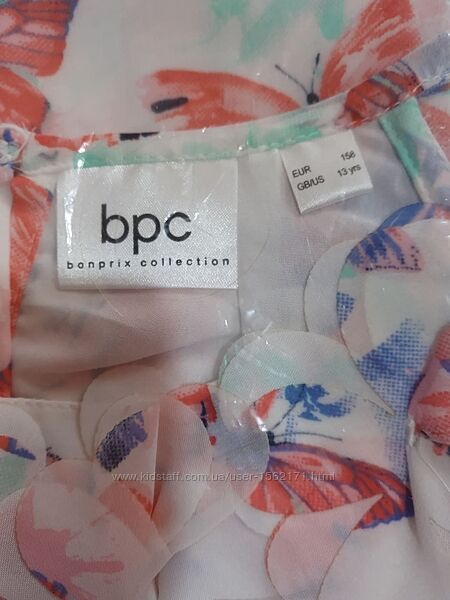 bpc
bonprix collection
EUR 158
GB/US 13 yrs
www.kidstaff.com.ua/user-1562171.html